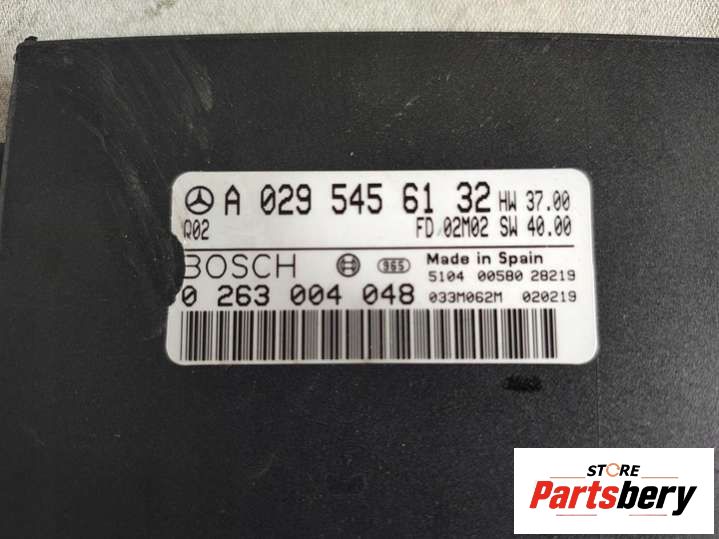 A 029 545 61 32 HW 37.00
Q02 FD 02M02 SW 40.00
BOSCH 965 Made in Spain
5104 00580 28219
0 263 004 048 033M062M 020219
STORE
Partsbery